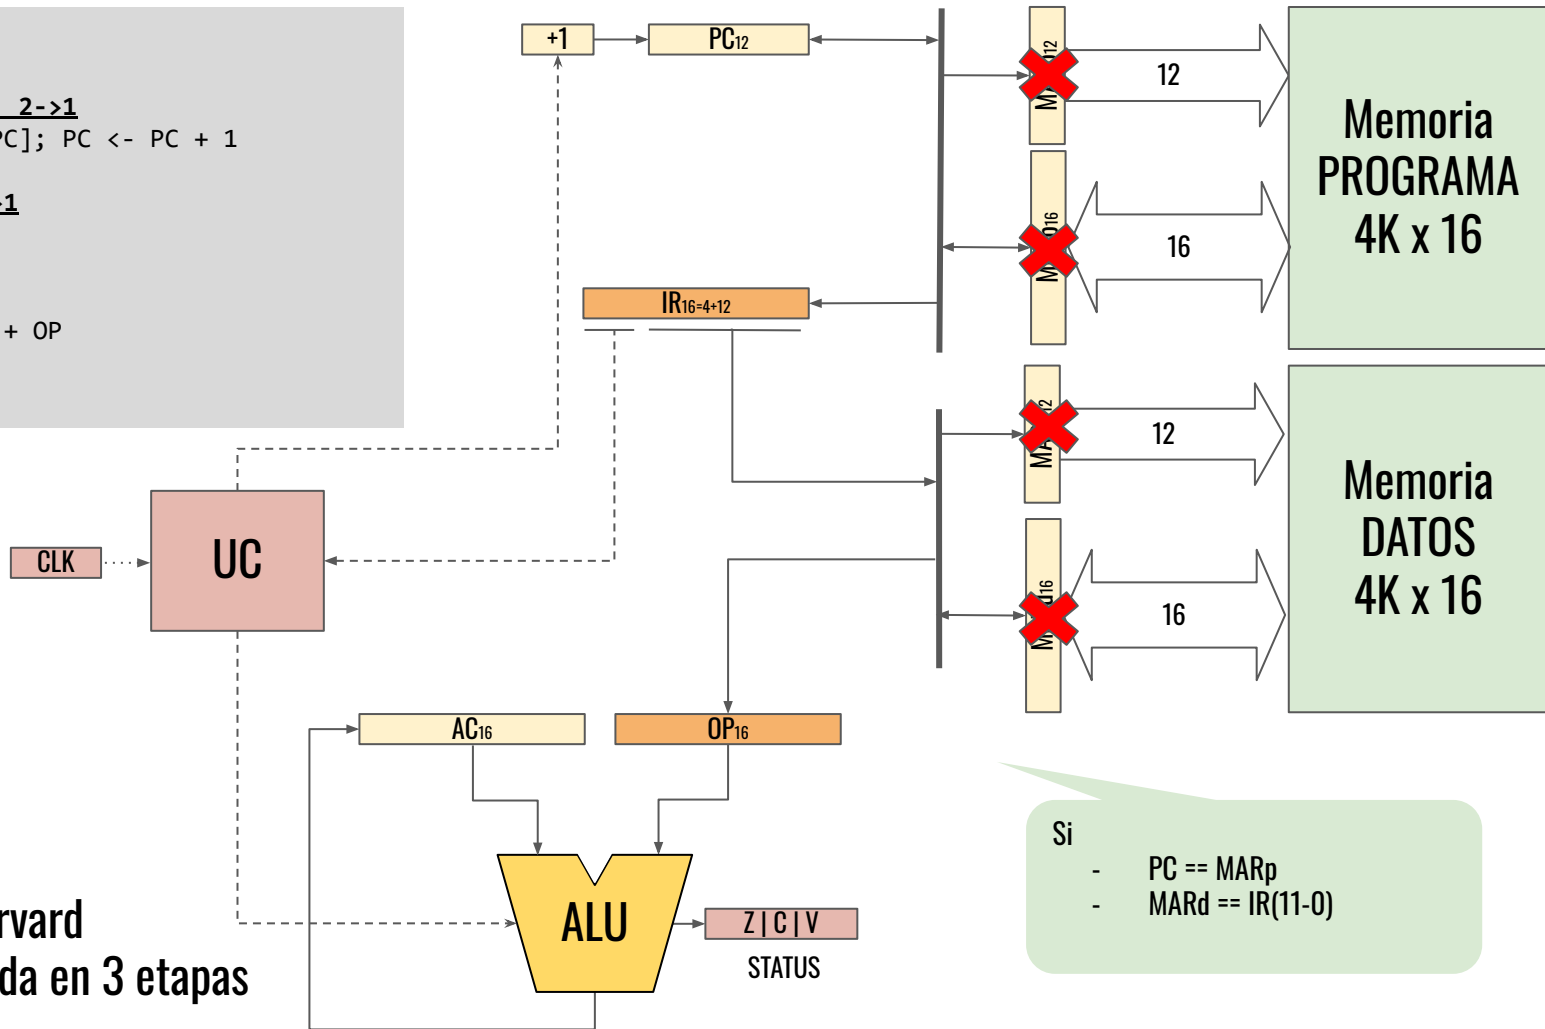 2->1
PC]; PC <- PC + 1
>1
+ OP
+1
PC12
12
Memoria
PROGRAMA
4K x 16
16
IR16=4+12
12
Memoria
DATOS
4K x 16
16
CLK
UC
AC16
OP16
ALU
Z | C | V
STATUS
Si
- PC == MARp
- MARd == IR(11-0)
rvard
da en 3 etapas